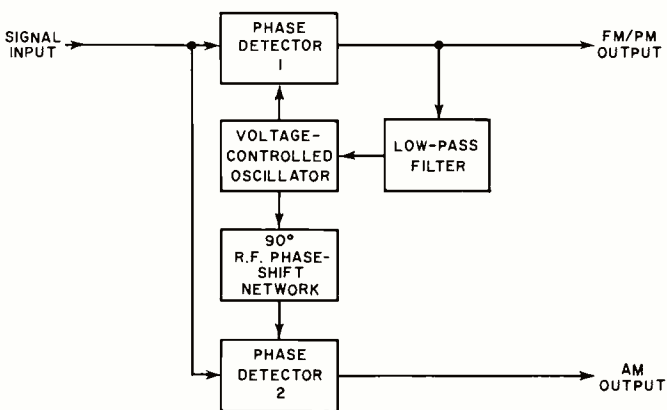 SIGNAL
INPUT
PHASE
DETECTOR
1
FM/PM
OUTPUT
VOLTAGE-
CONTROLLED
OSCILLATOR
LOW-PASS
FILTER
90°
R.F. PHASE-
SHIFT
NETWORK
PHASE
DETECTOR
2
AM
OUTPUT